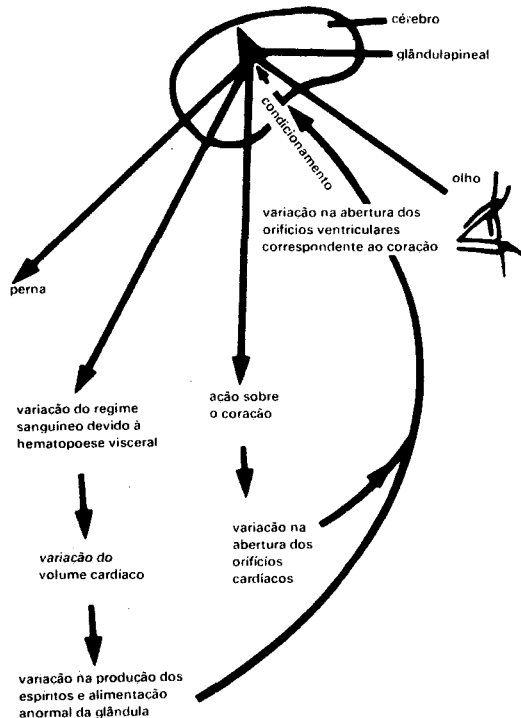 cérebro
glândulapineal
condicionamento
olho
variação na abertura dos
orifícios ventriculares
correspondente ao coração
perna
variação do regime
sanguíneo devido à
hematopoese visceral
ação sobre
o coração
variação do
volume cardíaco
variação na
abertura dos
orifícios
cardíacos
variação na produção dos
espíritos e alimentação
anormal da glândula